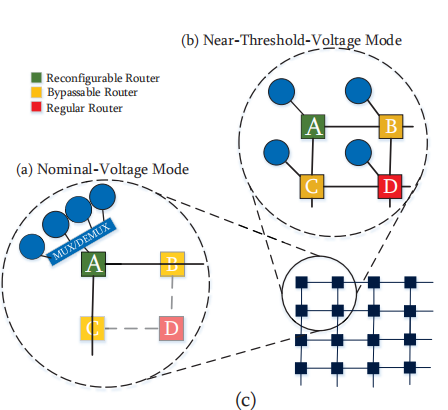 (b) Near-Threshold-Voltage Mode
Reconfigurable Router
Bypassable Router
Regular Router
A
B
C
D
(a) Nominal-Voltage Mode
MUX/DEMUX
A
B
C
D
(c)